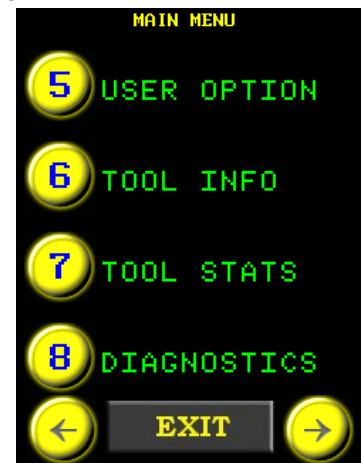 MAIN MENU
5 USER OPTION
6 TOOL INFO
7 TOOL STATS
8 DIAGNOSTICS
← EXIT →